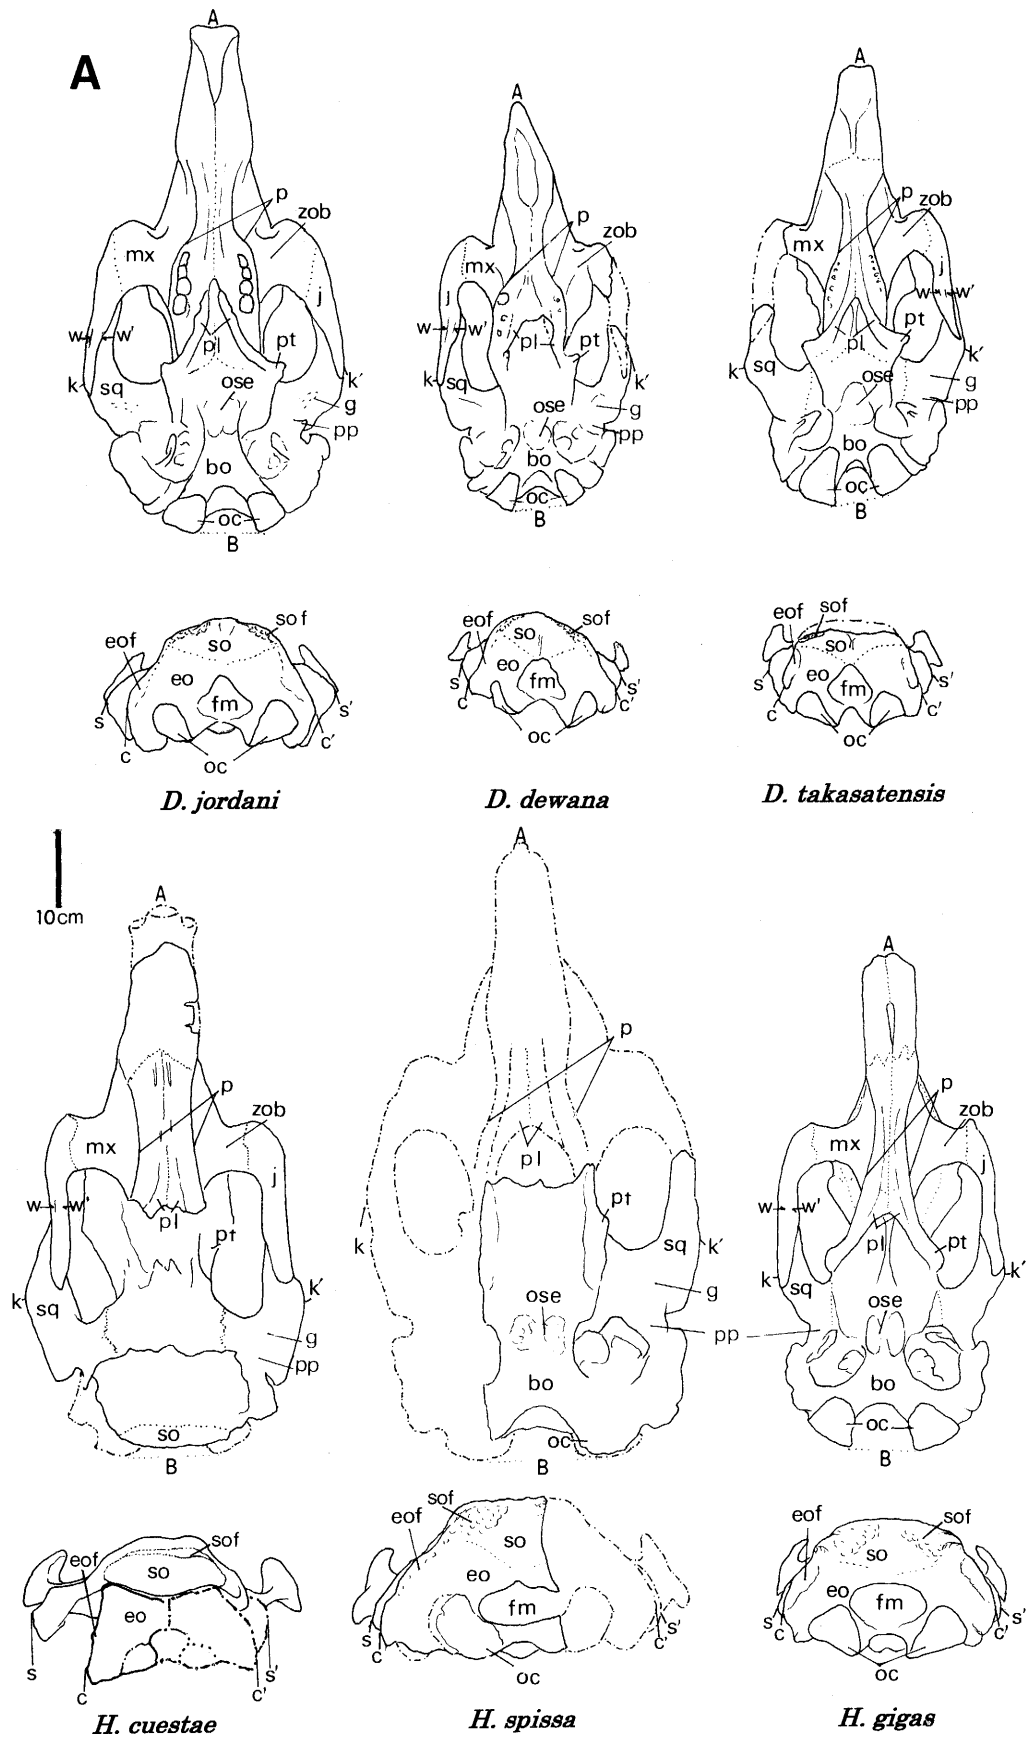 A
A A A
p
zob
mx
j
w w'
pl
pt
k
sq
k'
ose
g
pp
bo
oc
B
p
zob
mx
j
w w'
pl
pt
k
sq
k'
ose
g
pp
bo
oc
B
p
zob
mx
j
w w'
pt
pl
k'
k
sq
ose
g
pp
bo
oc
B
eof
sof
so
eo
fm
s
s'
c
c'
oc
eof
sof
so
eo
fm
s
s'
c
c'
oc
eof
sof
so
eo
fm
s
s'
c
c'
oc
D. jordani
D. dewana
D. takasatensis
10cm
A
p
zob
mx
j
w w'
pl
pt
k
sq
k'
g
pp
so
B
A
p
pl
pt
k
sq
k'
ose
g
pp
bo
oc
B
A
p
zob
mx
j
w w'
pl
pt
k
sq
k'
ose
bo
oc
B
eof
sof
so
eo
s
s'
c
c'
sof
eof
so
eo
fm
s
s'
c
c'
oc
eof
sof
so
eo
fm
s
s'
c
c'
oc
H. cuestae
H. spissa
H. gigas